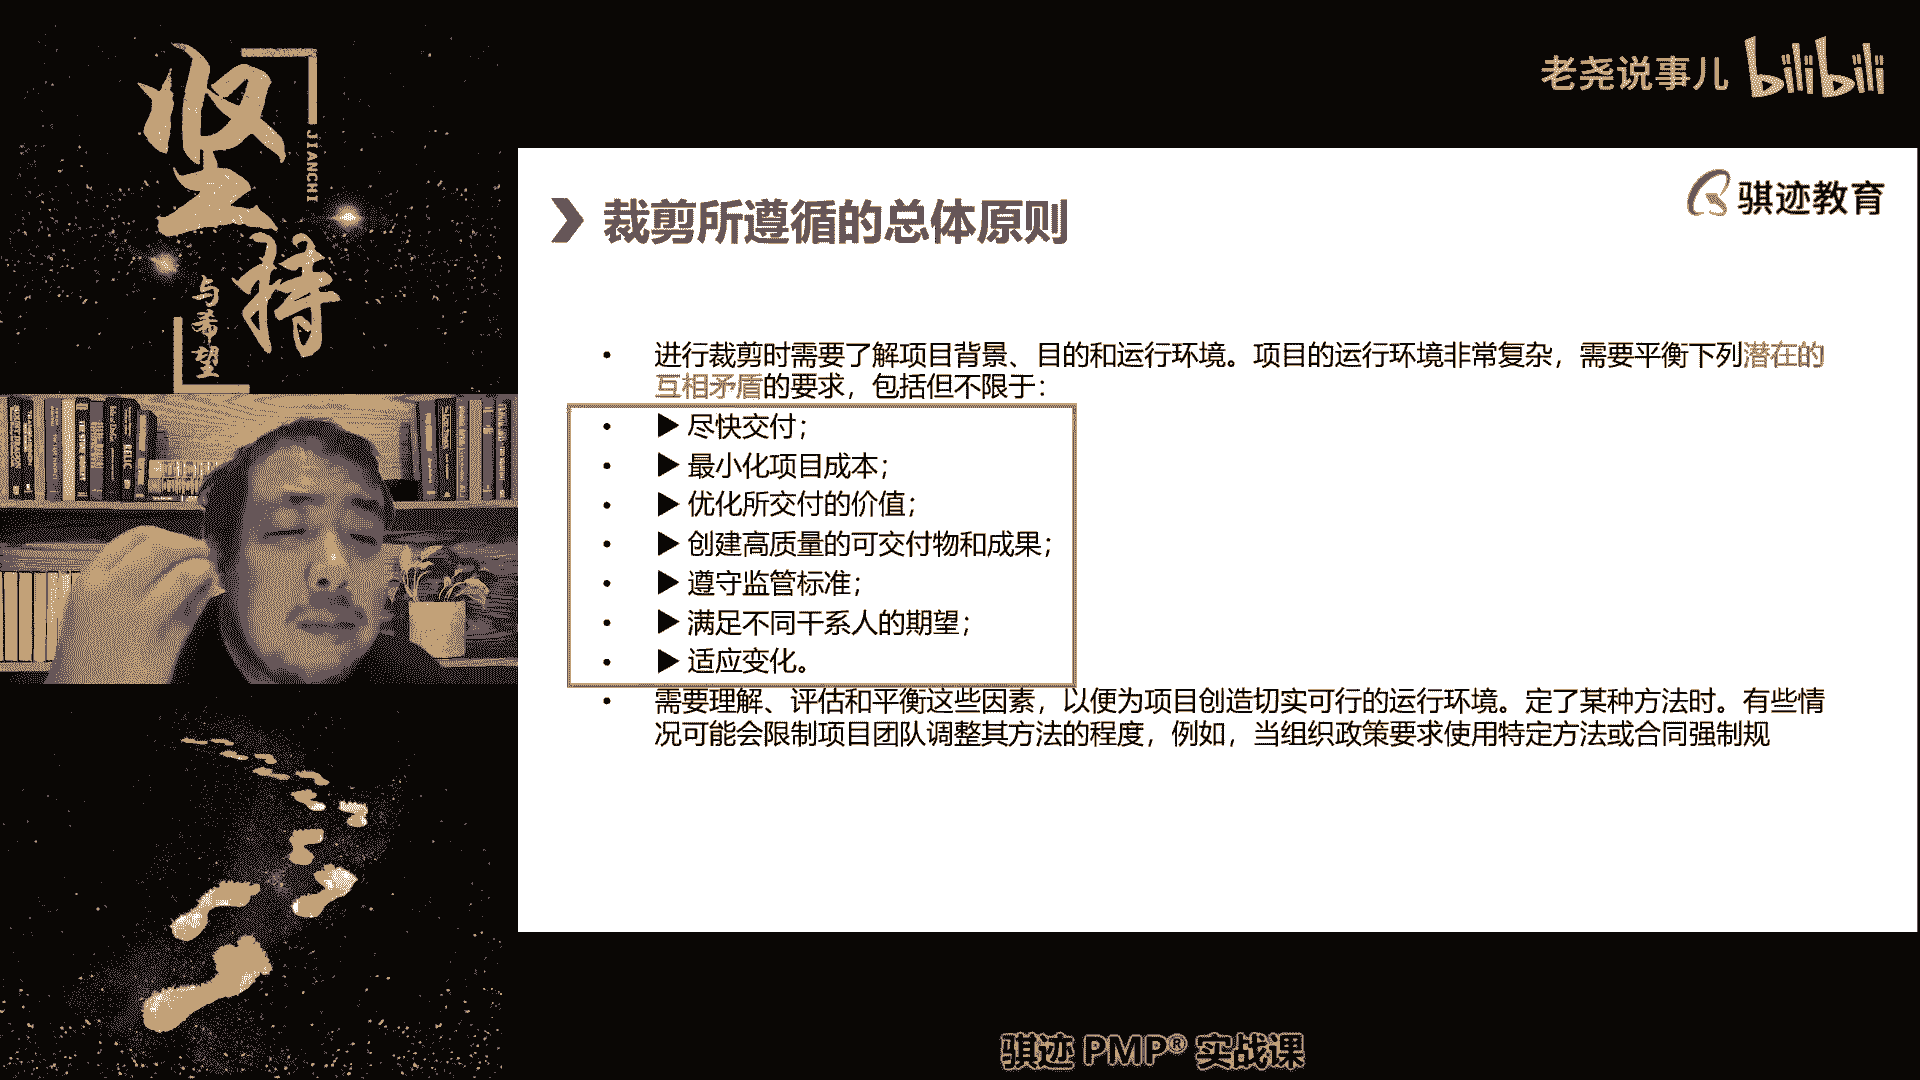 坚持
JIANCHI
与希望
老尧说事儿 bilibili
骐迹教育
裁剪所遵循的总体原则
• 进行裁剪时需要了解项目背景、目的和运行环境。项目的运行环境非常复杂，需要平衡下列潜在的
互相矛盾的要求，包括但不限于：
• ▶ 尽快交付；
• ▶ 最小化项目成本；
• ▶ 优化所交付的价值；
• ▶ 创建高质量的可交付物和成果；
• ▶ 遵守监管标准；
• ▶ 满足不同干系人的期望；
• ▶ 适应变化。
• 需要理解、评估和平衡这些因素，以便为项目创造切实可行的运行环境。定了某种方法时。有些情
况可能会限制项目团队调整其方法的程度，例如，当组织政策要求使用特定方法或合同强制规
骐迹 PMP® 实战课